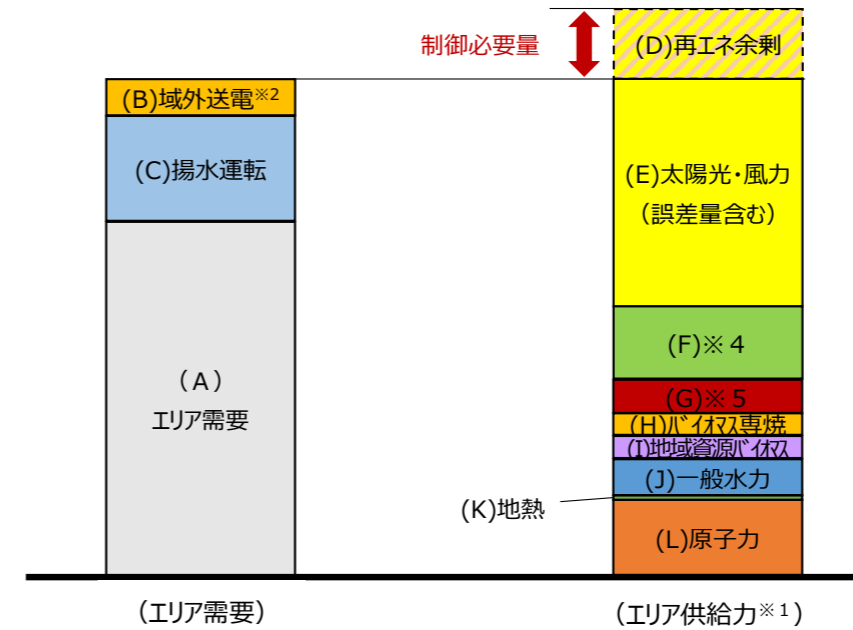 制御必要量
(D)再エネ余剰
(B)域外送電※2
(C)揚水運転
(E)太陽光・風力
（誤差量含む）
(F)※４
（Ａ）
エリア需要
(G)※５
(H)バイオマス専焼
(I)地域資源バイオマス
(J)一般水力
(K)地熱
(L)原子力
（エリア需要）
（エリア供給力※1）